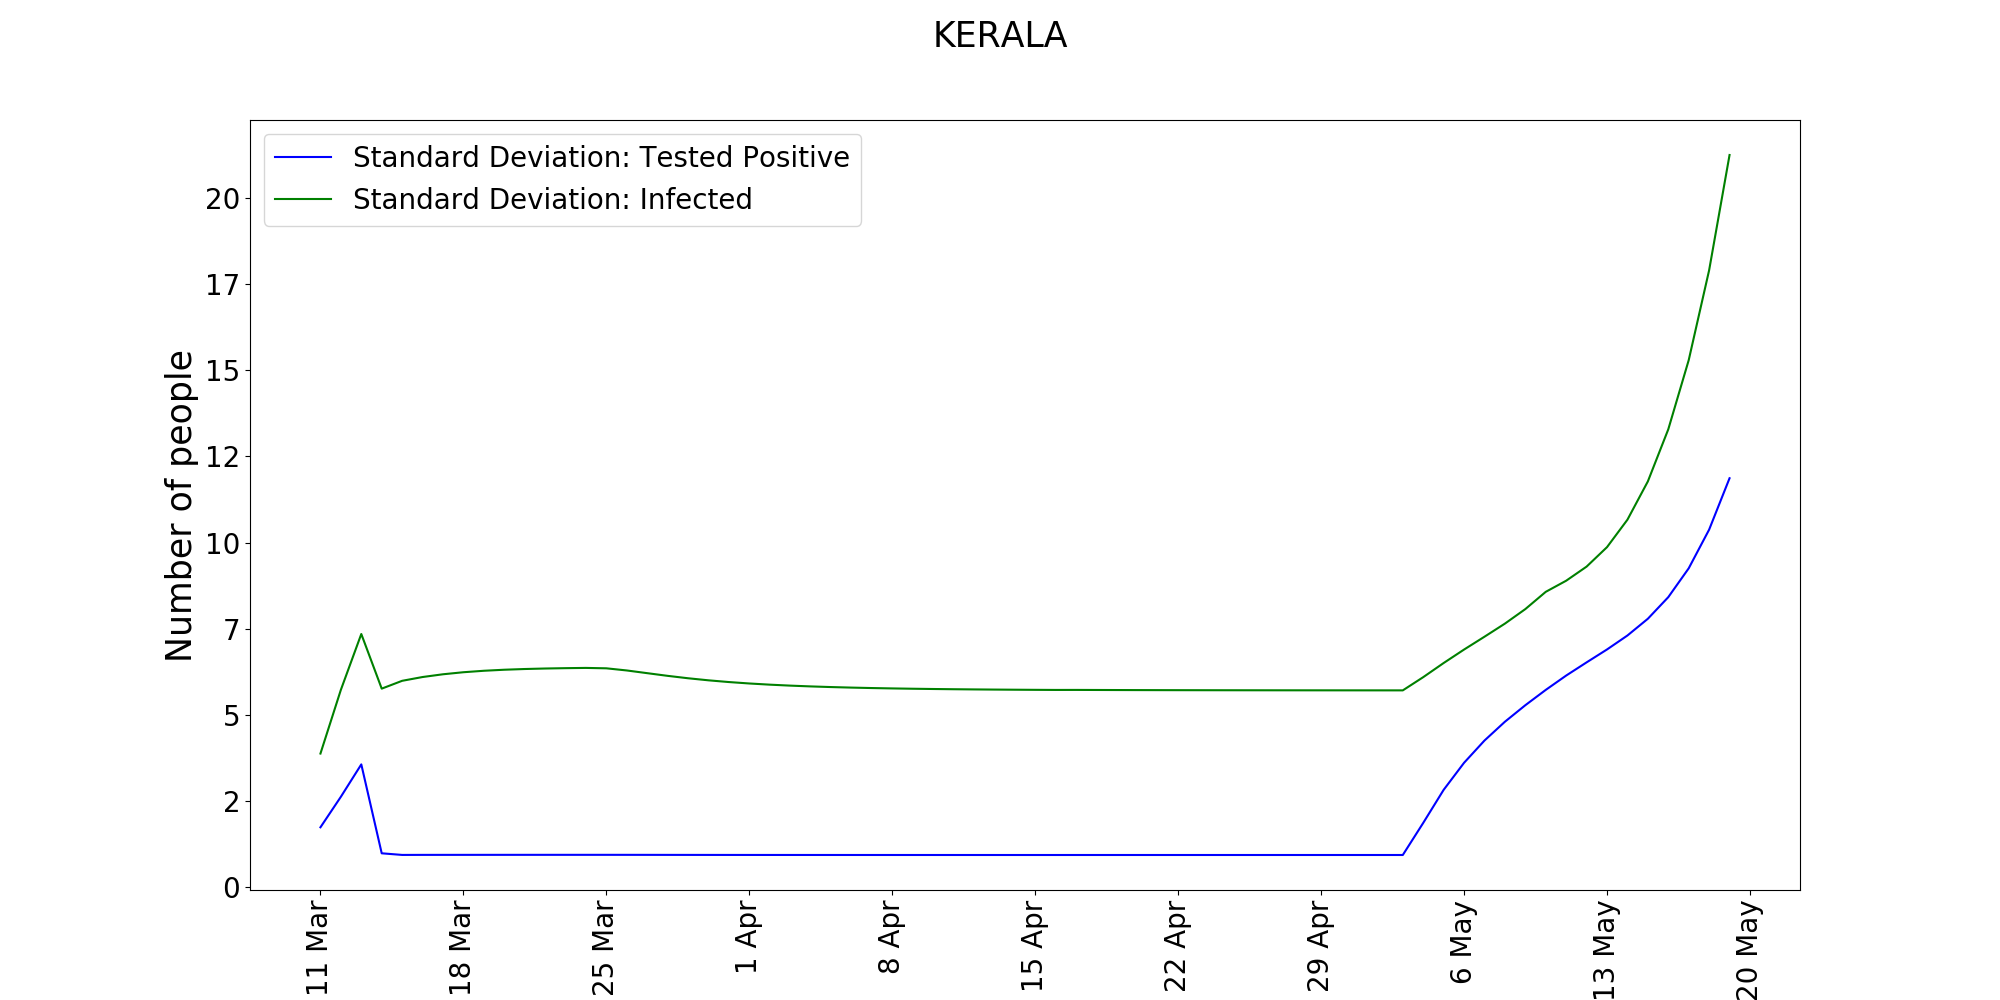 KERALA
Standard Deviation: Tested Positive
Standard Deviation: Infected
Number of people
20
17
15
12
10
7
5
2
0
11 Mar
18 Mar
25 Mar
1 Apr
8 Apr
15 Apr
22 Apr
29 Apr
6 May
13 May
20 May